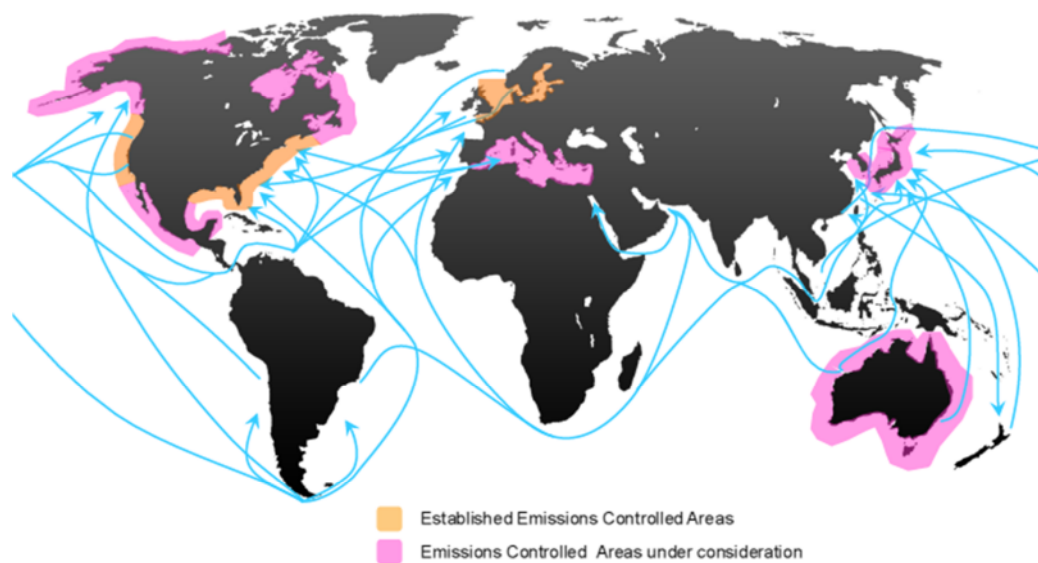 Established Emissions Controlled Areas
Emissions Controlled Areas under consideration